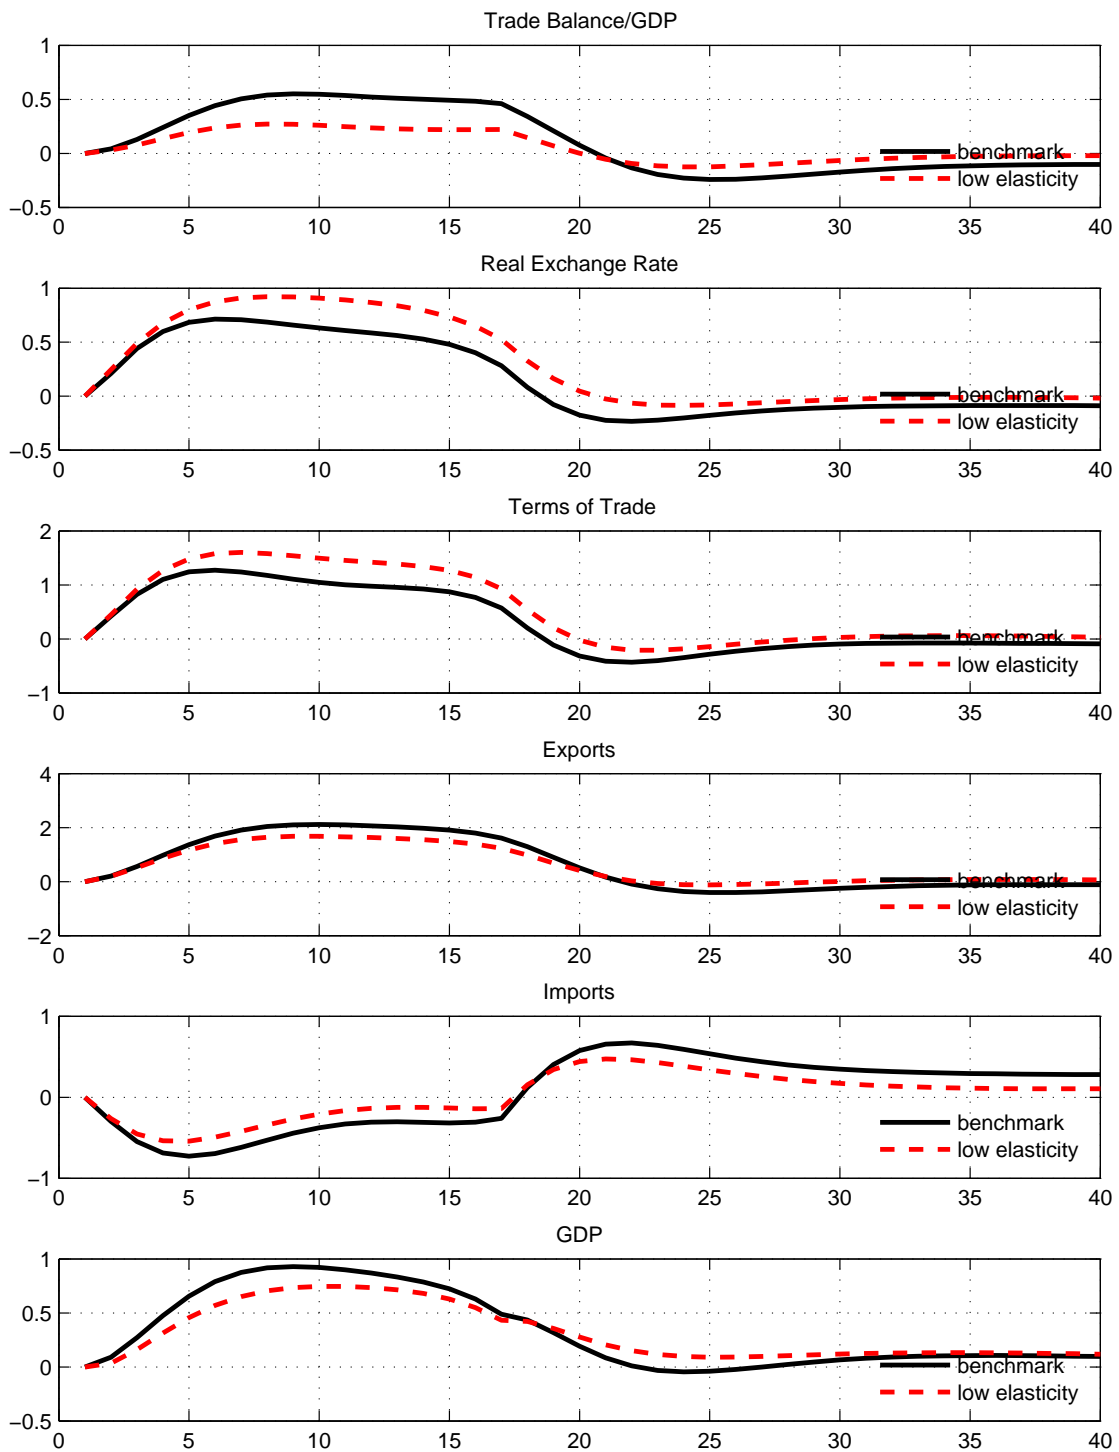 Trade Balance/GDP
1
0.5
0
−0.5
benchmark
low elasticity
0 5 10 15 20 25 30 35 40
Real Exchange Rate
1
0.5
0
−0.5
benchmark
low elasticity
0 5 10 15 20 25 30 35 40
Terms of Trade
2
1
0
−1
benchmark
low elasticity
0 5 10 15 20 25 30 35 40
Exports
4
2
0
−2
benchmark
low elasticity
0 5 10 15 20 25 30 35 40
Imports
1
0
−1
benchmark
low elasticity
0 5 10 15 20 25 30 35 40
GDP
1
0.5
0
−0.5
benchmark
low elasticity
0 5 10 15 20 25 30 35 40